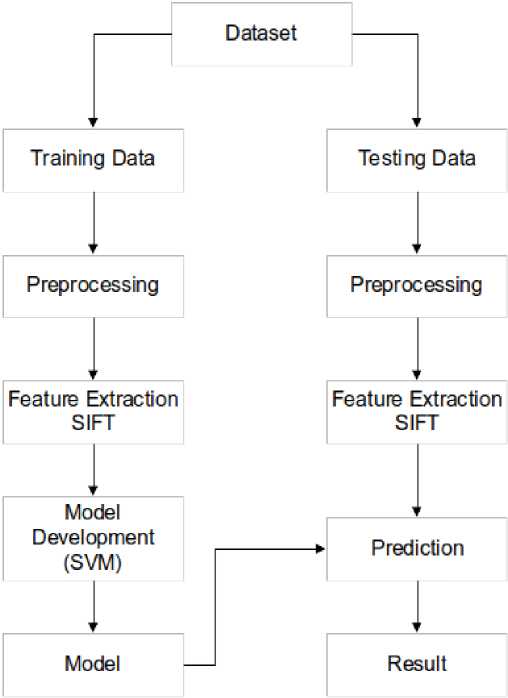 Dataset
Training Data
Testing Data
Preprocessing
Preprocessing
Feature Extraction
SIFT
Feature Extraction
SIFT
Model
Development
(SVM)
Prediction
Model
Result